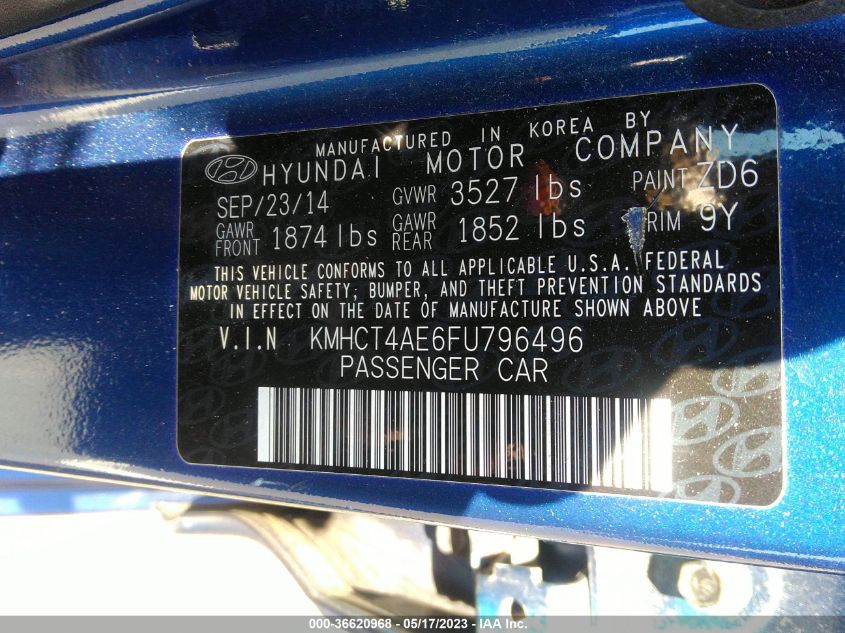 MANUFACTURED IN KOREA BY
HYUNDAI MOTOR COMPANY
SEP/23/14 GVWR 3527 lbs PAINT ZD6
GAWR FRONT 1874 lbs GAWR REAR 1852 lbs TRIM 9Y
THIS VEHICLE CONFORMS TO ALL APPLICABLE U.S.A. FEDERAL
MOTOR VEHICLE SAFETY, BUMPER, AND THEFT PREVENTION STANDARDS
IN EFFECT ON THE DATE OF MANUFACTURE SHOWN ABOVE
V.I.N KMHCT4AE6FU796496
PASSENGER CAR
000-36620968 - 05/17/2023 - IAA Inc.